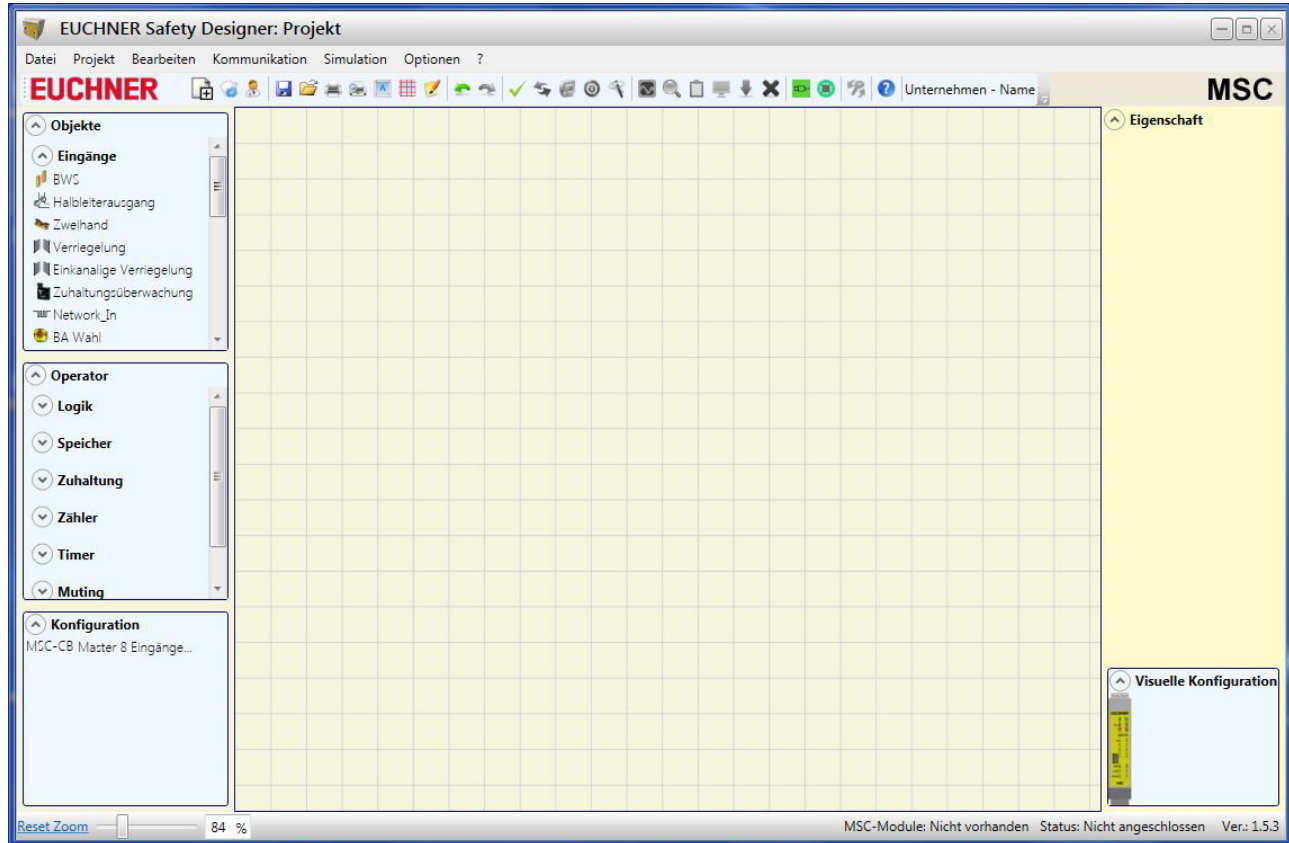 EUCHNER Safety Designer: Projekt
Datei Projekt Bearbeiten Kommunikation Simulation Optionen ?
EUCHNER Unternehmen - Name MSC
Objekte
Eingänge
BWS
Halbleiterausgang
Zweihand
Verriegelung
Einkanalige Verriegelung
Zuhaltungsüberwachung
Network_In
BA Wahl
Operator
Logik
Speicher
Zuhaltung
Zähler
Timer
Muting
Konfiguration
MSC-CB Master 8 Eingänge...
Eigenschaft
Visuelle Konfiguration
Reset Zoom 84 % MSC-Module: Nicht vorhanden Status: Nicht angeschlossen Ver.: 1.5.3